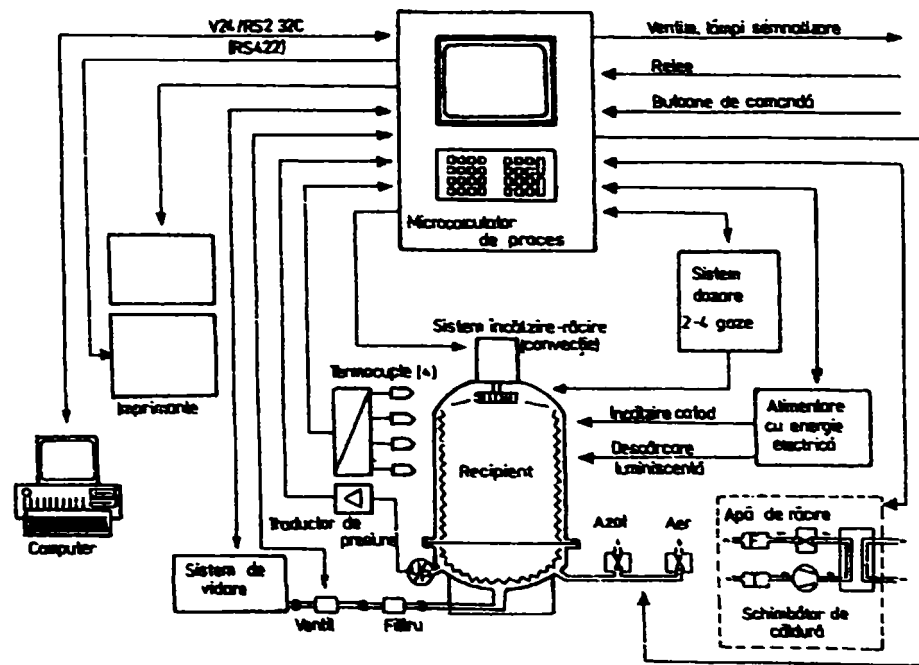 V24/RS2 32C
(RS422)
Ventile, lămpi semnalizare
Relee
Butoane de comandă
Microcalculator
de proces
Sistem
dozare
2-4 gaze
Sistem încălzire-răcire
(convecție)
Termocuple (4)
Imprimante
Încălzire catod
Alimentare
cu energie
electrică
Recipient
Descărcare
luminiscentă
Computer
Traductor de
presiune
Azot
Aer
Apă de răcire
Sistem de
vidare
Ventil
Filtru
Schimbător de
căldură